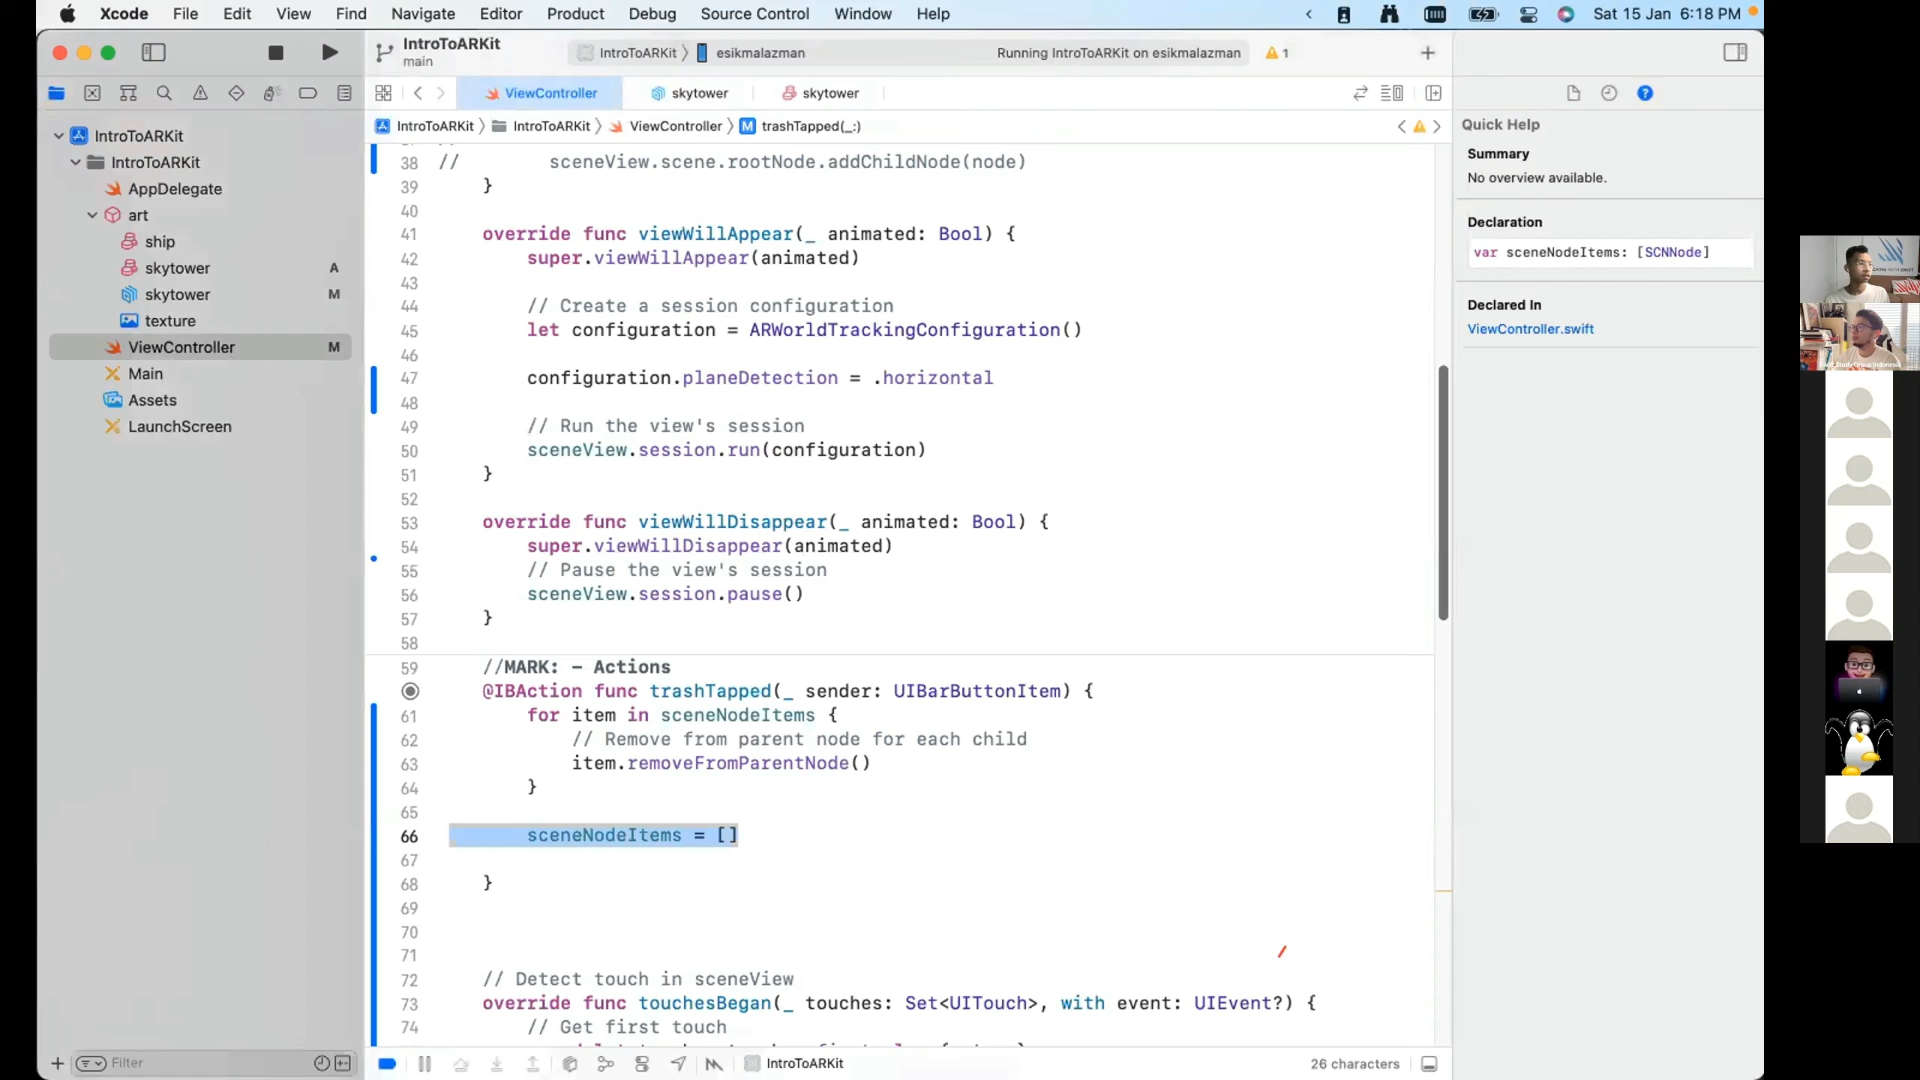 Xcode File Edit View Find Navigate Editor Product Debug Source Control Window Help Sat 15 Jan 6:18 PM
IntroToARKit
main
IntroToARKit esikmalazman Running IntroToARKit on esikmalazman 1
ViewController skytower skytower
IntroToARKit IntroToARKit ViewController M trashTapped(_:)
IntroToARKit
IntroToARKit
AppDelegate
art
ship
skytower A
skytower M
texture
ViewController M
Main
Assets
LaunchScreen
Filter
38 // sceneView.scene.rootNode.addChildNode(node)
39 }
40
41 override func viewWillAppear(_ animated: Bool) {
42 super.viewWillAppear(animated)
43
44 // Create a session configuration
45 let configuration = ARWorldTrackingConfiguration()
46
47 configuration.planeDetection = .horizontal
48
49 // Run the view's session
50 sceneView.session.run(configuration)
51 }
52
53 override func viewWillDisappear(_ animated: Bool) {
54 super.viewWillDisappear(animated)
55 // Pause the view's session
56 sceneView.session.pause()
57 }
58
59 //MARK: - Actions
@IBAction func trashTapped(_ sender: UIBarButtonItem) {
61 for item in sceneNodeItems {
62 // Remove from parent node for each child
63 item.removeFromParentNode()
64 }
65
66 sceneNodeItems = []
67
68 }
69
70
71
72 // Detect touch in sceneView
73 override func touchesBegan(_ touches: Set<UITouch>, with event: UIEvent?) {
74 // Get first touch
IntroToARKit 26 characters
Quick Help
Summary
No overview available.
Declaration
var sceneNodeItems: [SCNNode]
Declared In
ViewController.swift